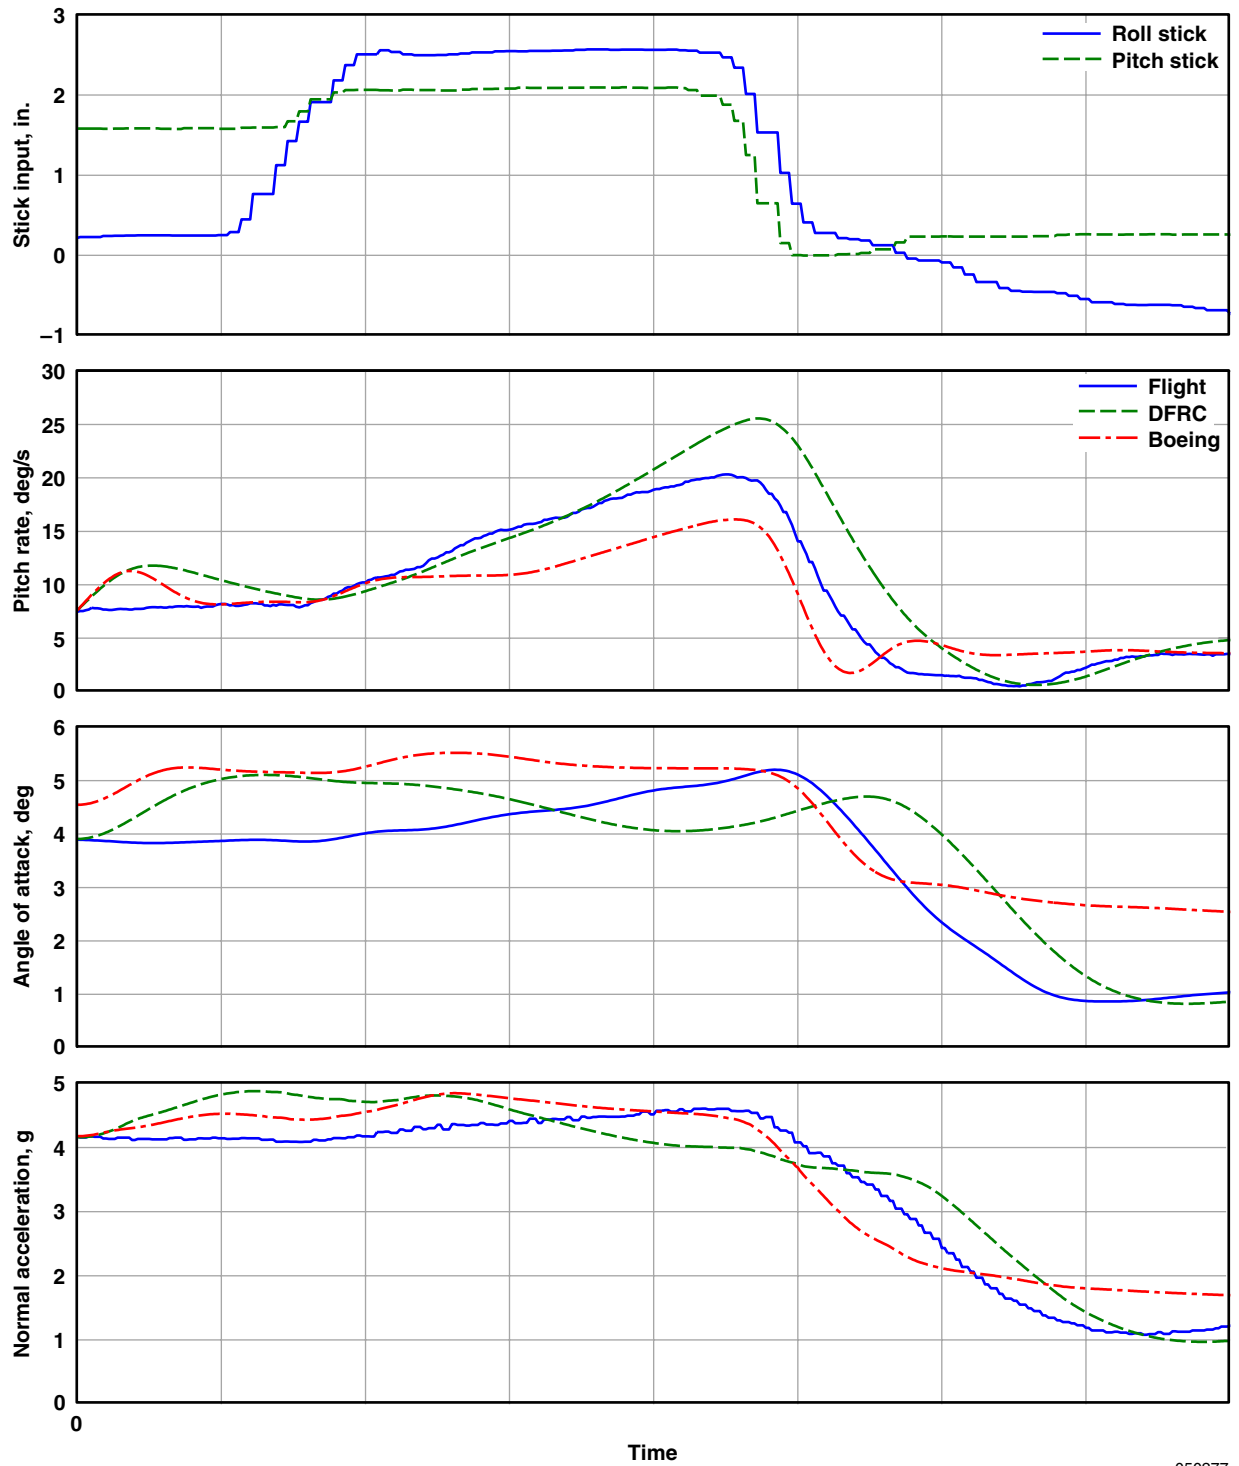 3
2
1
0
–1
Stick input, in.
Roll stick
Pitch stick
30
25
20
15
10
5
0
Pitch rate, deg/s
Flight
DFRC
Boeing
6
5
4
3
2
1
0
Angle of attack, deg
5
4
3
2
1
0
Normal acceleration, g
0
Time